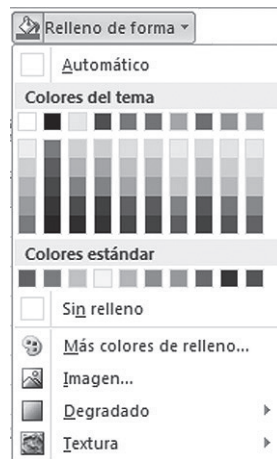 Relleno de forma
Automático
Colores del tema
Colores estándar
Sin relleno
Más colores de relleno...
Imagen...
Degradado
Textura